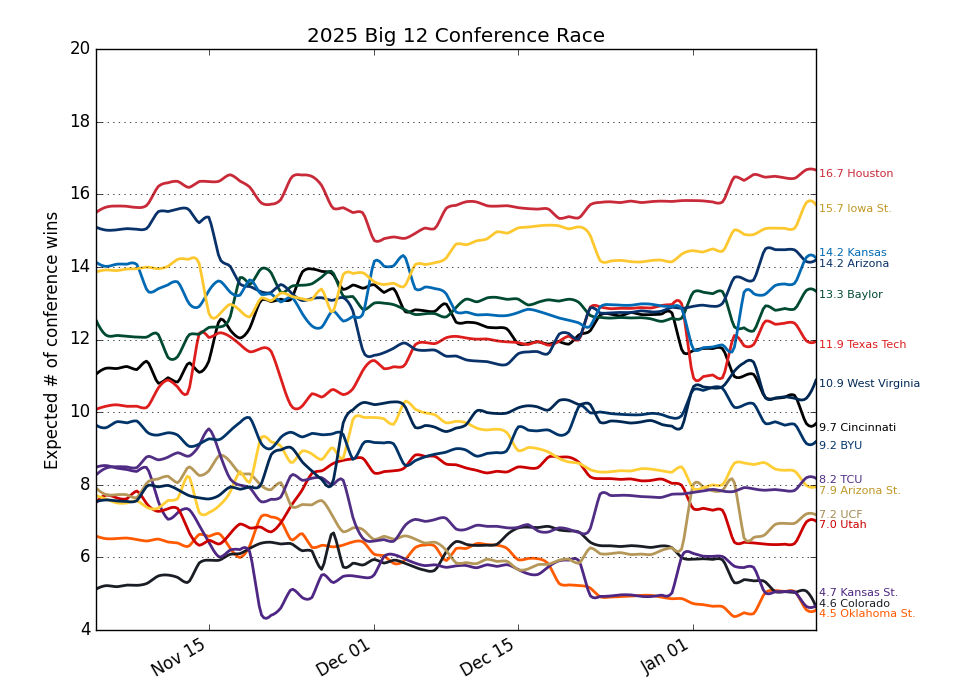 2025 Big 12 Conference Race
Expected # of conference wins
20
18
16
14
12
10
8
6
4
Nov 15
Dec 01
Dec 15
Jan 01
16.7 Houston
15.7 Iowa St.
14.2 Kansas
14.2 Arizona
13.3 Baylor
11.9 Texas Tech
10.9 West Virginia
9.7 Cincinnati
9.2 BYU
8.2 TCU
7.9 Arizona St.
7.2 UCF
7.0 Utah
4.7 Kansas St.
4.6 Colorado
4.5 Oklahoma St.